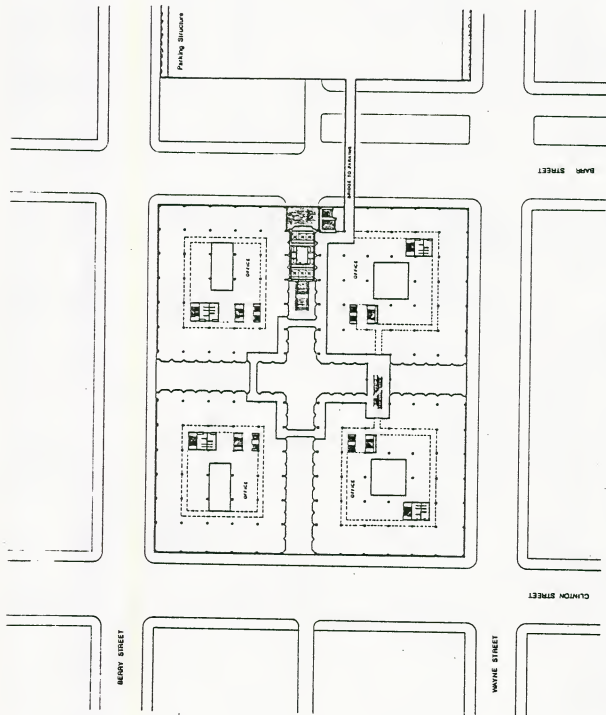 Parking Structure
BARR STREET
BRIDGE TO PARKING
OFFICE
OFFICE
OFFICE
OFFICE
CLINTON STREET
BERRY STREET
WAYNE STREET